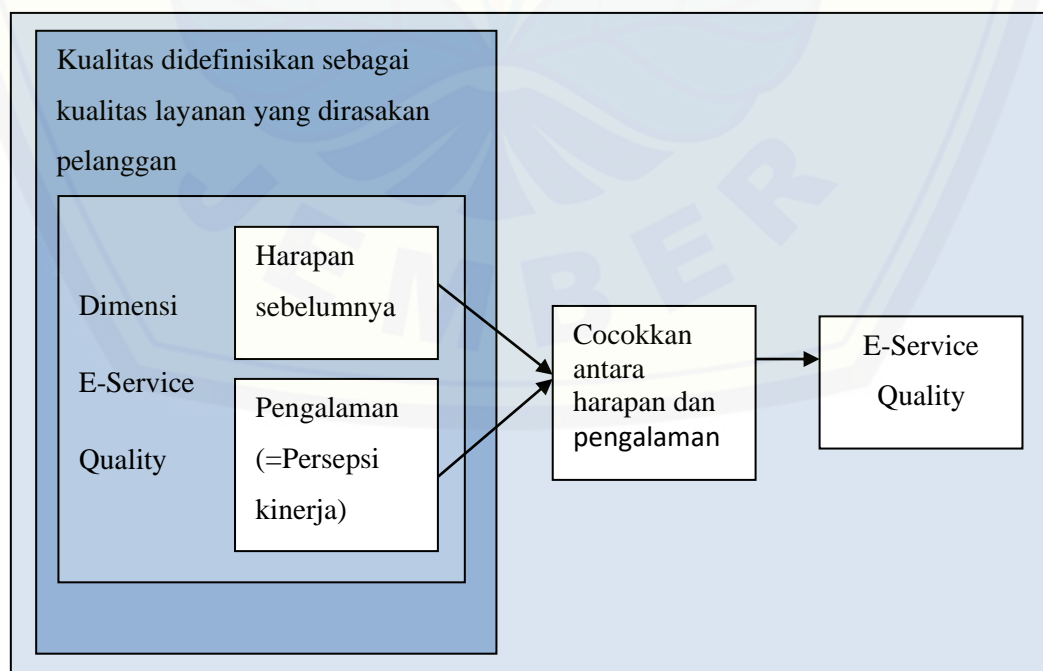 Kualitas didefinisikan sebagai
kualitas layanan yang dirasakan
pelanggan
Dimensi
E-Service
Quality
Harapan
sebelumnya
Pengalaman
(=Persepsi
kinerja)
Cocokkan
antara
harapan dan
pengalaman
E-Service
Quality
JEMBER